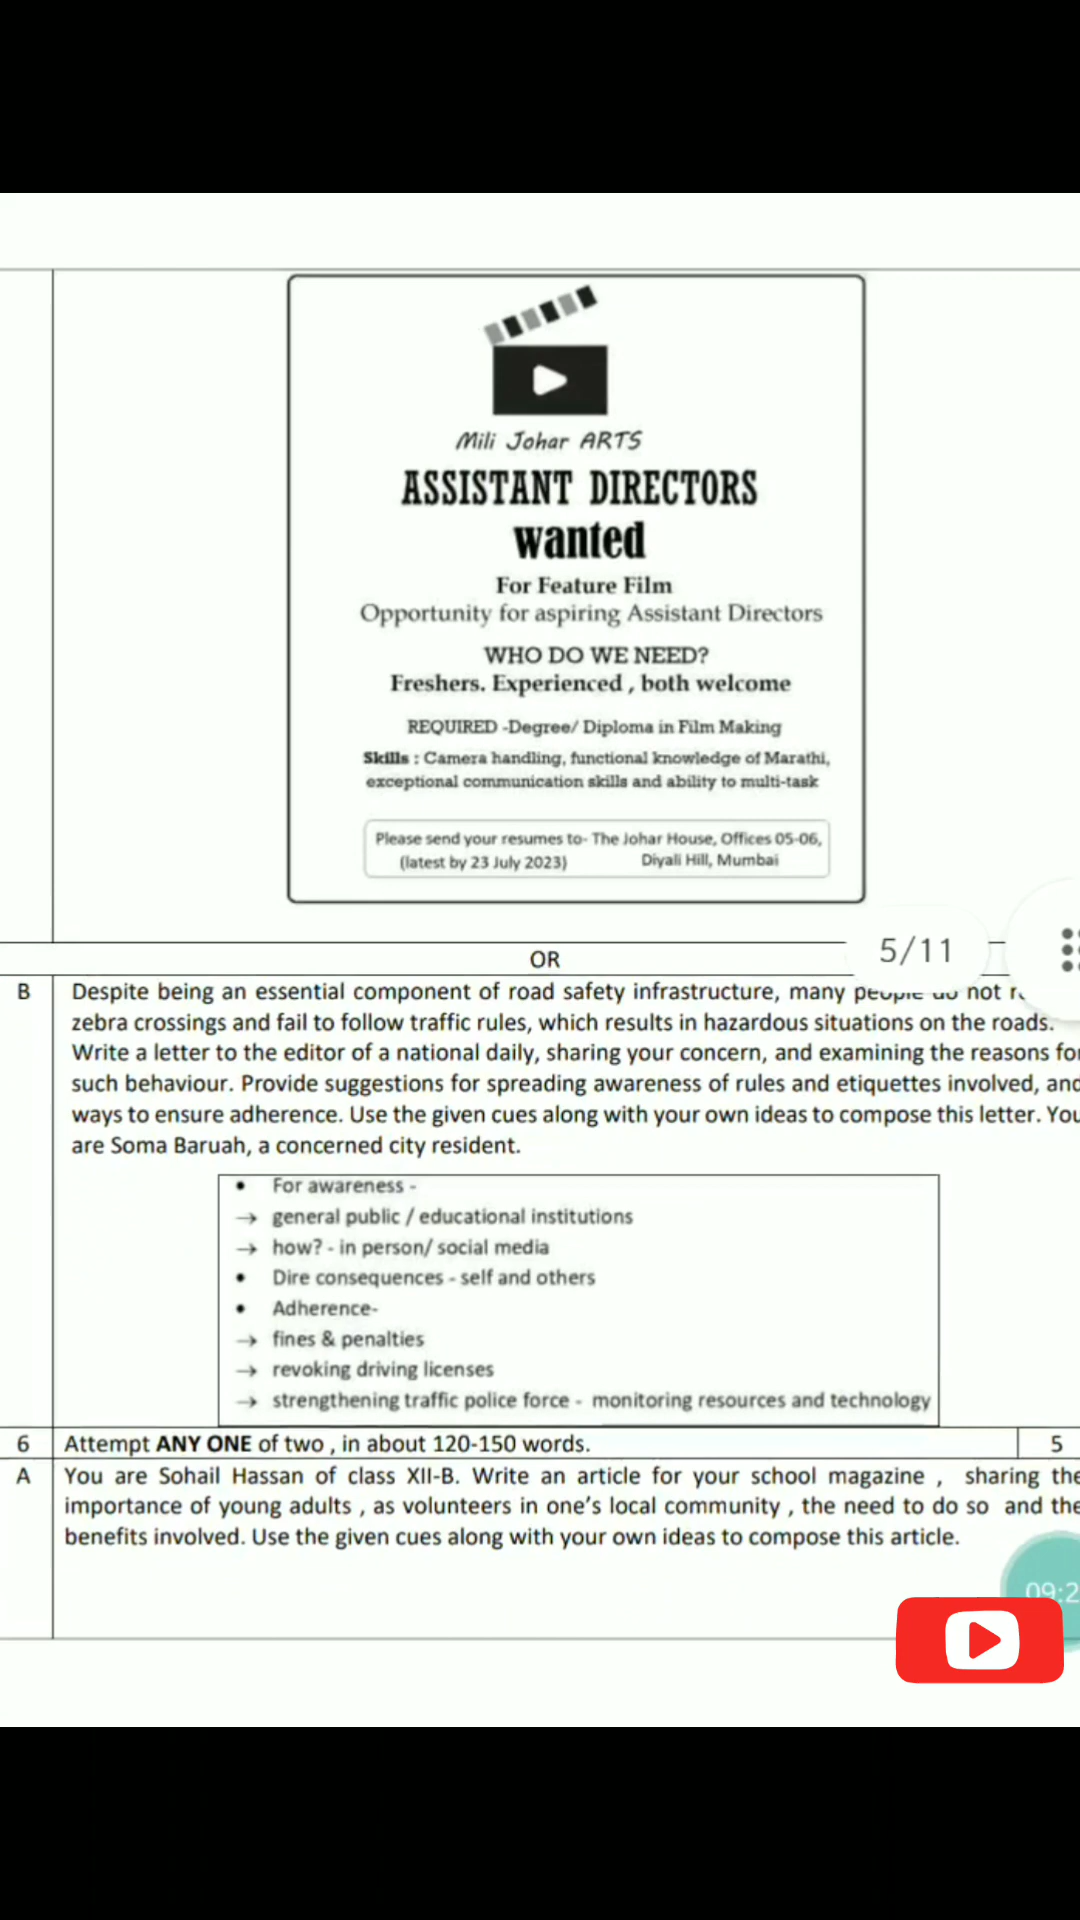 Mili Johar ARTS
ASSISTANT DIRECTORS
wanted
For Feature Film
Opportunity for aspiring Assistant Directors
WHO DO WE NEED?
Freshers. Experienced , both welcome
REQUIRED -Degree/ Diploma in Film Making
Skills : Camera handling, functional knowledge of Marathi,
exceptional communication skills and ability to multi-task
Please send your resumes to- The Johar House, Offices 05-06,
(latest by 23 July 2023) Diyali Hill, Mumbai
5/11
OR
B Despite being an essential component of road safety infrastructure, many people do not
zebra crossings and fail to follow traffic rules, which results in hazardous situations on the roads.
Write a letter to the editor of a national daily, sharing your concern, and examining the reasons for
such behaviour. Provide suggestions for spreading awareness of rules and etiquettes involved, and
ways to ensure adherence. Use the given cues along with your own ideas to compose this letter. You
are Soma Baruah, a concerned city resident.
• For awareness -
→ general public / educational institutions
→ how? - in person/ social media
• Dire consequences - self and others
• Adherence-
→ fines & penalties
→ revoking driving licenses
→ strengthening traffic police force - monitoring resources and technology
6 Attempt ANY ONE of two , in about 120-150 words. 5
A You are Sohail Hassan of class XII-B. Write an article for your school magazine , sharing the
importance of young adults , as volunteers in one's local community , the need to do so and the
benefits involved. Use the given cues along with your own ideas to compose this article.
09:2